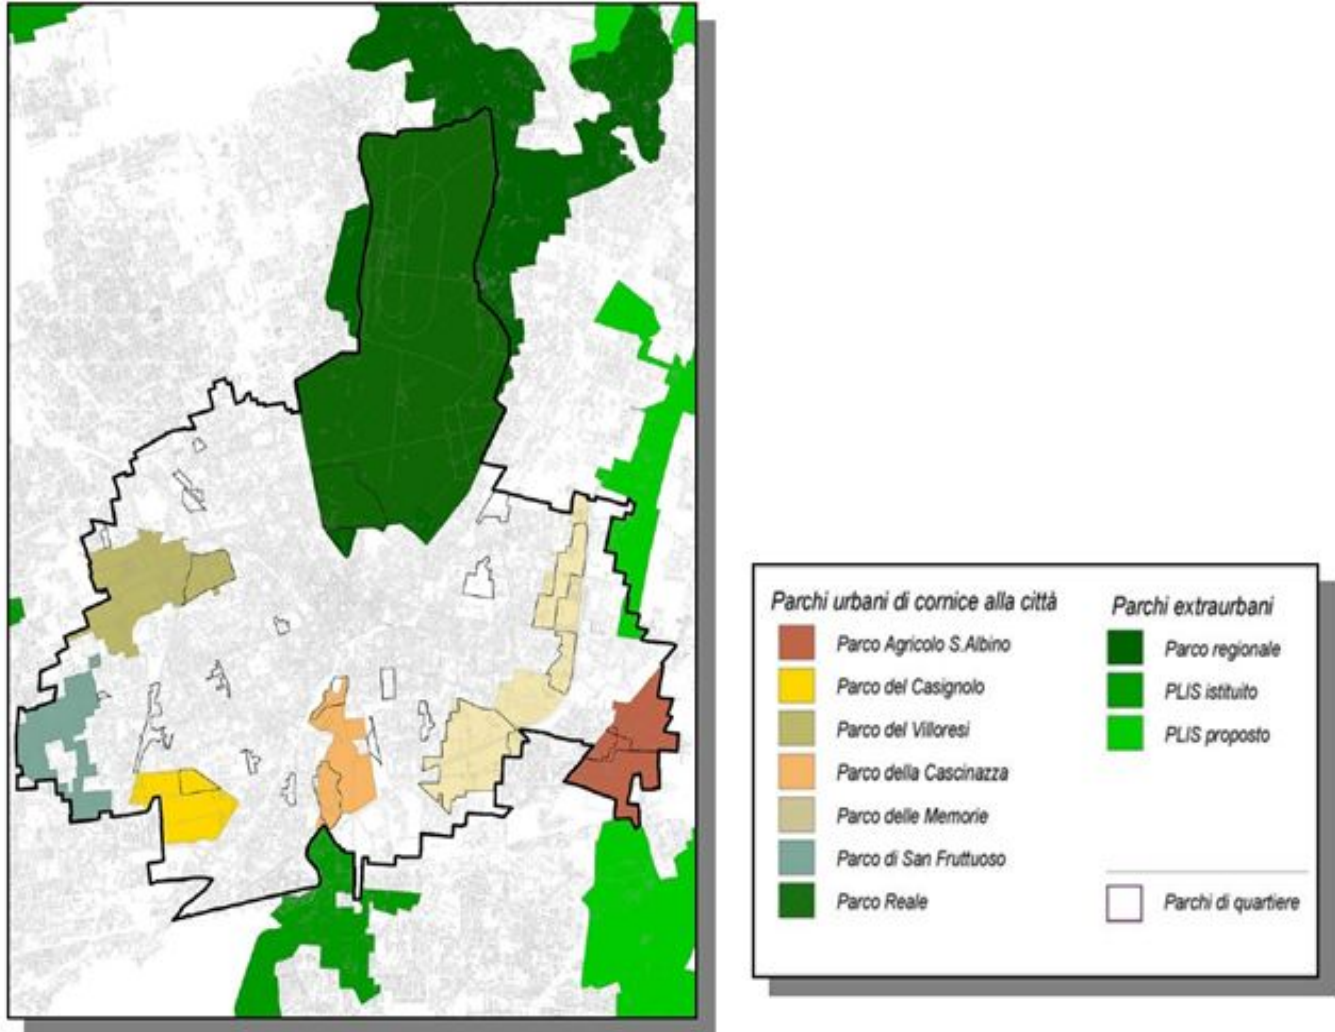 Parchi urbani di cornice alla città
Parco Agricolo S.Albino
Parco del Casignolo
Parco del Villoresi
Parco della Cascinazza
Parco delle Memorie
Parco di San Fruttuoso
Parco Reale
Parchi extraurbani
Parco regionale
PLIS istituito
PLIS proposto
Parchi di quartiere